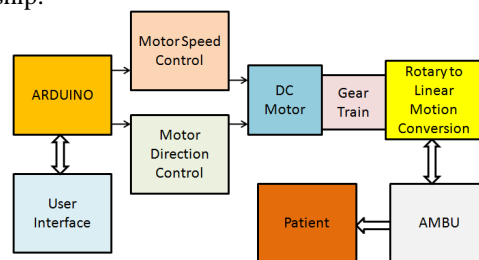 ship.
Motor Speed
Control
ARDUINO
DC
Motor
Gear
Train
Rotary to
Linear
Motion
Conversion
Motor
Direction
Control
User
Interface
Patient
AMBU